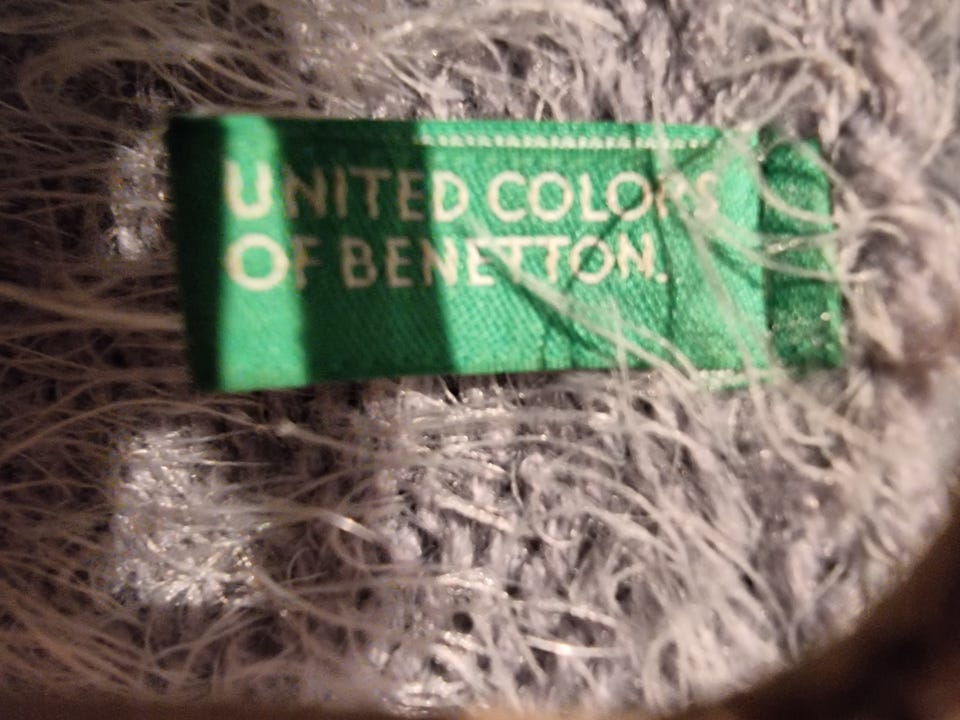 UNITED COLORS
OF BENETTON.